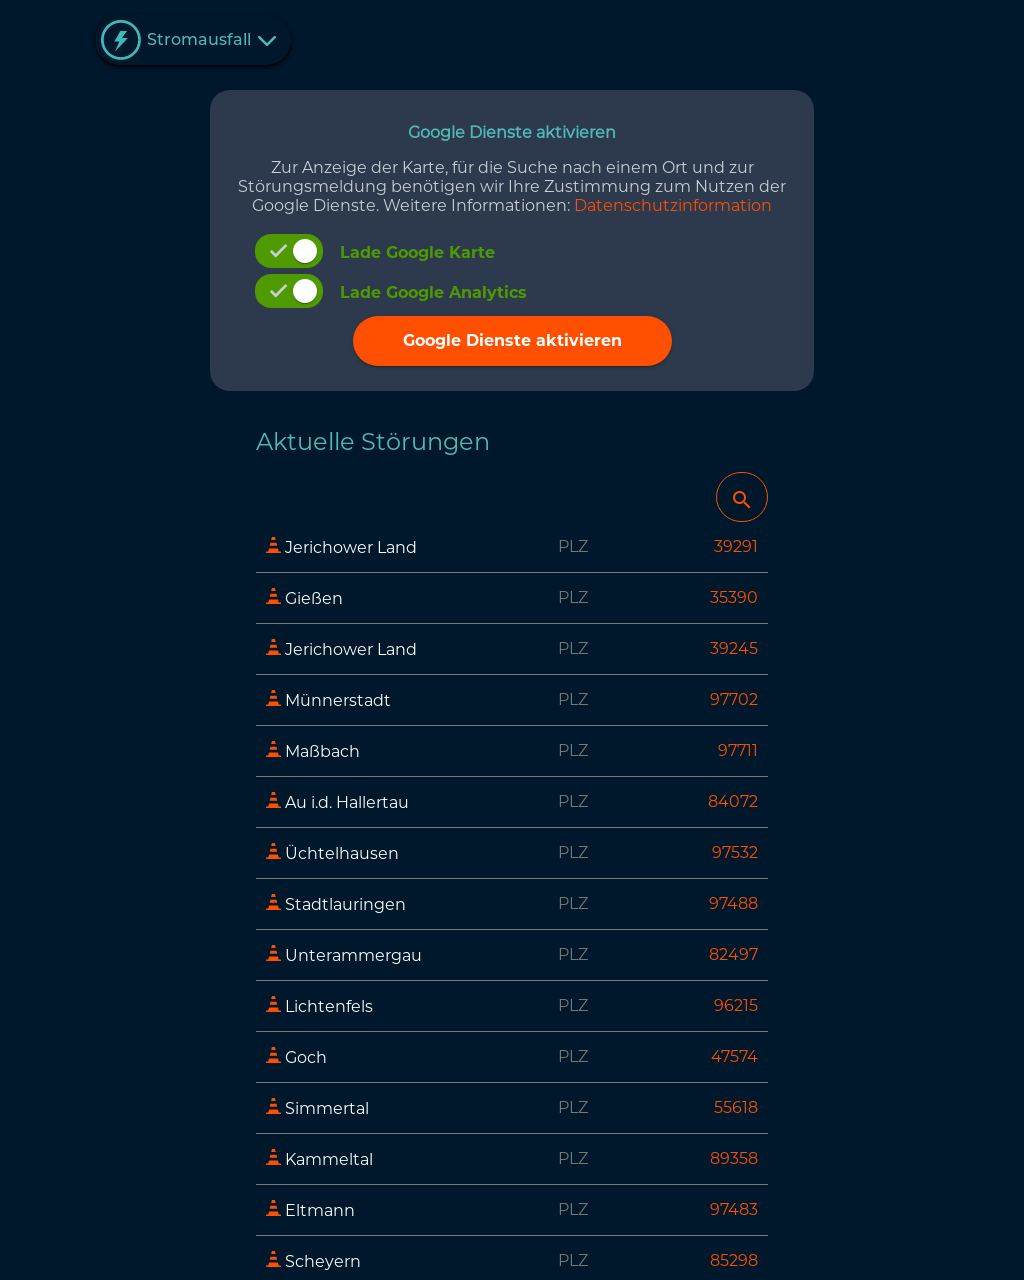 Stromausfall
Google Dienste aktivieren
Zur Anzeige der Karte, für die Suche nach einem Ort und zur
Störungsmeldung benötigen wir Ihre Zustimmung zum Nutzen der
Google Dienste. Weitere Informationen: Datenschutzinformation
Lade Google Karte
Lade Google Analytics
Google Dienste aktivieren
Aktuelle Störungen
Jerichower Land PLZ 39291
Gießen PLZ 35390
Jerichower Land PLZ 39245
Münnerstadt PLZ 97702
Maßbach PLZ 97711
Au i.d. Hallertau PLZ 84072
Üchtelhausen PLZ 97532
Stadtlauringen PLZ 97488
Unterammergau PLZ 82497
Lichtenfels PLZ 96215
Goch PLZ 47574
Simmertal PLZ 55618
Kammeltal PLZ 89358
Eltmann PLZ 97483
Scheyern PLZ 85298